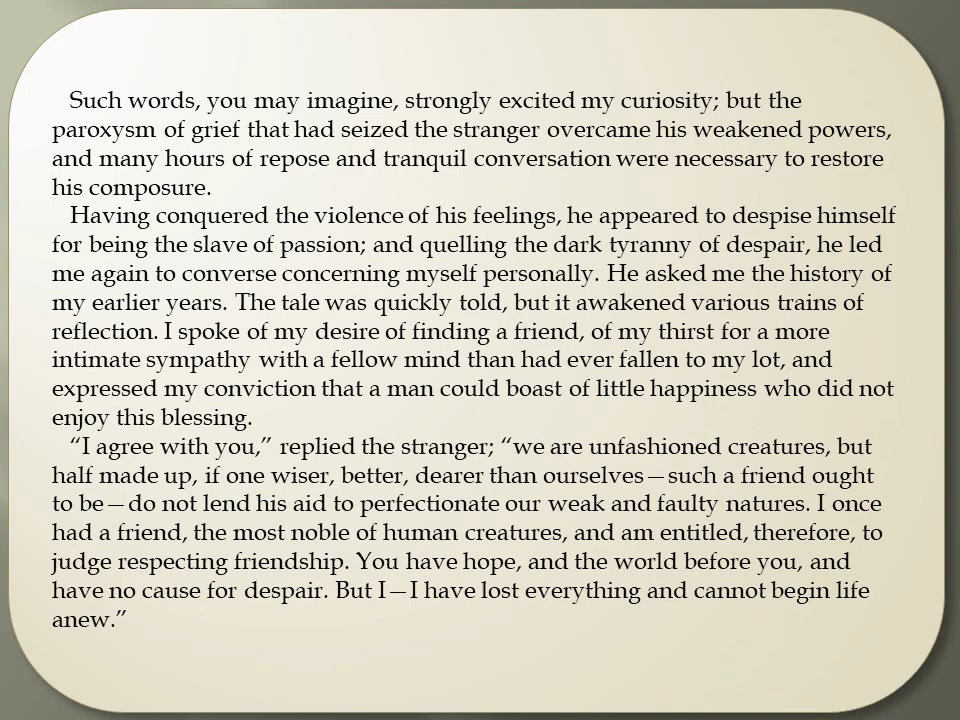 Such words, you may imagine, strongly excited my curiosity; but the
paroxysm of grief that had seized the stranger overcame his weakened powers,
and many hours of repose and tranquil conversation were necessary to restore
his composure.
Having conquered the violence of his feelings, he appeared to despise himself
for being the slave of passion; and quelling the dark tyranny of despair, he led
me again to converse concerning myself personally. He asked me the history of
my earlier years. The tale was quickly told, but it awakened various trains of
reflection. I spoke of my desire of finding a friend, of my thirst for a more
intimate sympathy with a fellow mind than had ever fallen to my lot, and
expressed my conviction that a man could boast of little happiness who did not
enjoy this blessing.
“I agree with you,” replied the stranger; “we are unfashioned creatures, but
half made up, if one wiser, better, dearer than ourselves—such a friend ought
to be—do not lend his aid to perfectionate our weak and faulty natures. I once
had a friend, the most noble of human creatures, and am entitled, therefore, to
judge respecting friendship. You have hope, and the world before you, and
have no cause for despair. But I—I have lost everything and cannot begin life
anew.”